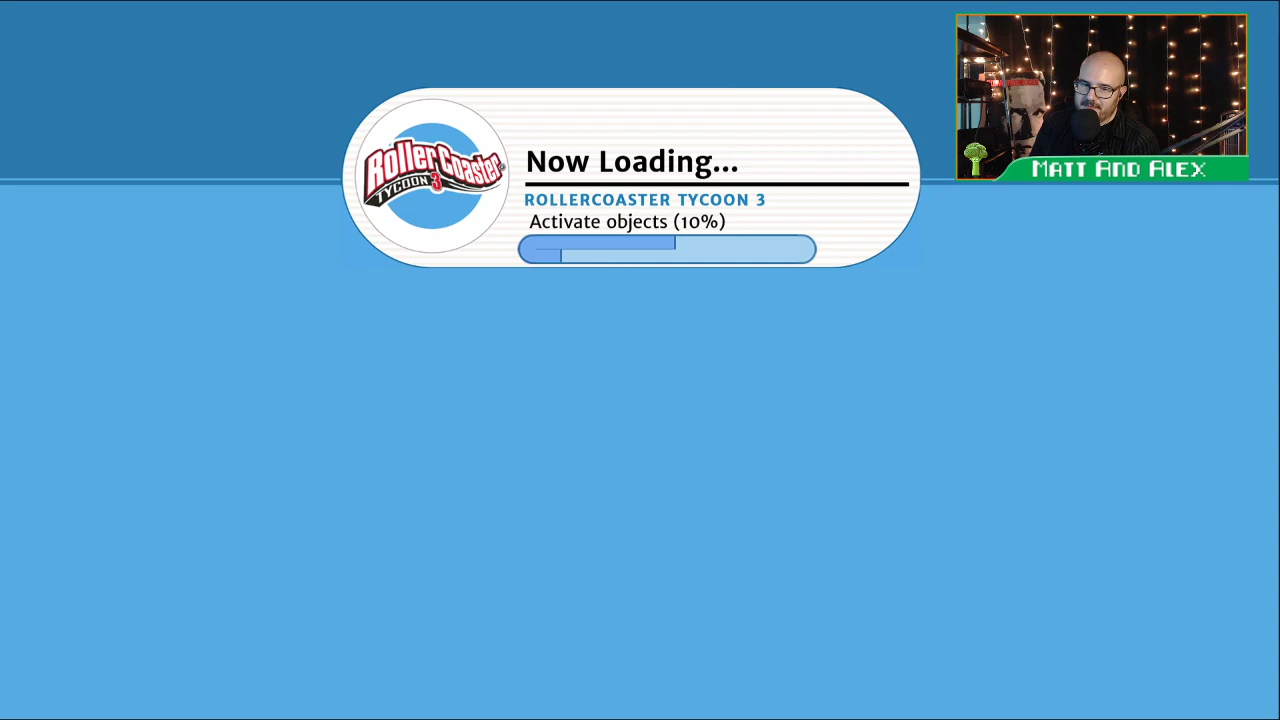 RollerCoaster
TYCOON 3
Now Loading...
ROLLERCOASTER TYCOON 3
Activate objects (10%)
Matt And Alex